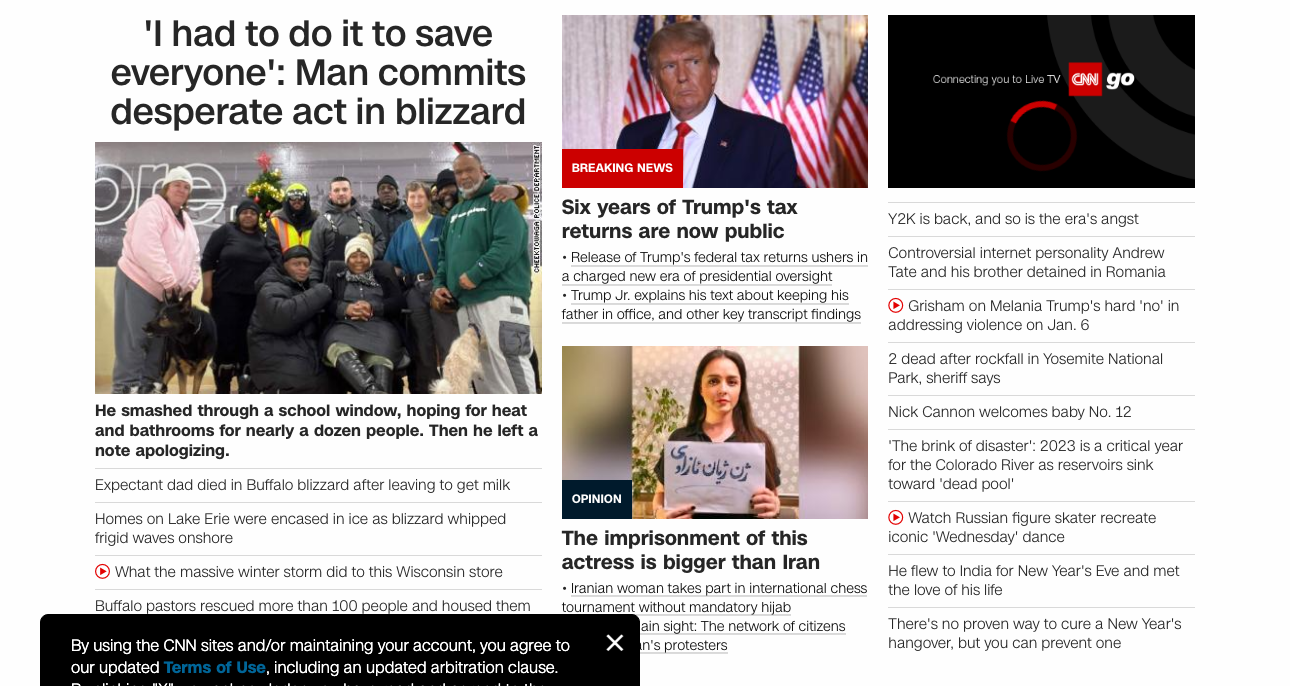 'I had to do it to save
everyone': Man commits
desperate act in blizzard
ore.
CHEEKTOWAGA POLICE DEPARTMENT
He smashed through a school window, hoping for heat
and bathrooms for nearly a dozen people. Then he left a
note apologizing.
Expectant dad died in Buffalo blizzard after leaving to get milk
Homes on Lake Erie were encased in ice as blizzard whipped
frigid waves onshore
What the massive winter storm did to this Wisconsin store
Buffalo pastors rescued more than 100 people and housed them
BREAKING NEWS
Six years of Trump's tax
returns are now public
• Release of Trump's federal tax returns ushers in
a charged new era of presidential oversight
• Trump Jr. explains his text about keeping his
father in office, and other key transcript findings
OPINION
The imprisonment of this
actress is bigger than Iran
• Iranian woman takes part in international chess
tournament without mandatory hijab
ain sight: The network of citizens
an's protesters
Connecting you to Live TV CNN go
Y2K is back, and so is the era's angst
Controversial internet personality Andrew
Tate and his brother detained in Romania
Grisham on Melania Trump's hard 'no' in
addressing violence on Jan. 6
2 dead after rockfall in Yosemite National
Park, sheriff says
Nick Cannon welcomes baby No. 12
'The brink of disaster': 2023 is a critical year
for the Colorado River as reservoirs sink
toward 'dead pool'
Watch Russian figure skater recreate
iconic 'Wednesday' dance
He flew to India for New Year's Eve and met
the love of his life
There's no proven way to cure a New Year's
hangover, but you can prevent one
By using the CNN sites and/or maintaining your account, you agree to
our updated Terms of Use, including an updated arbitration clause.